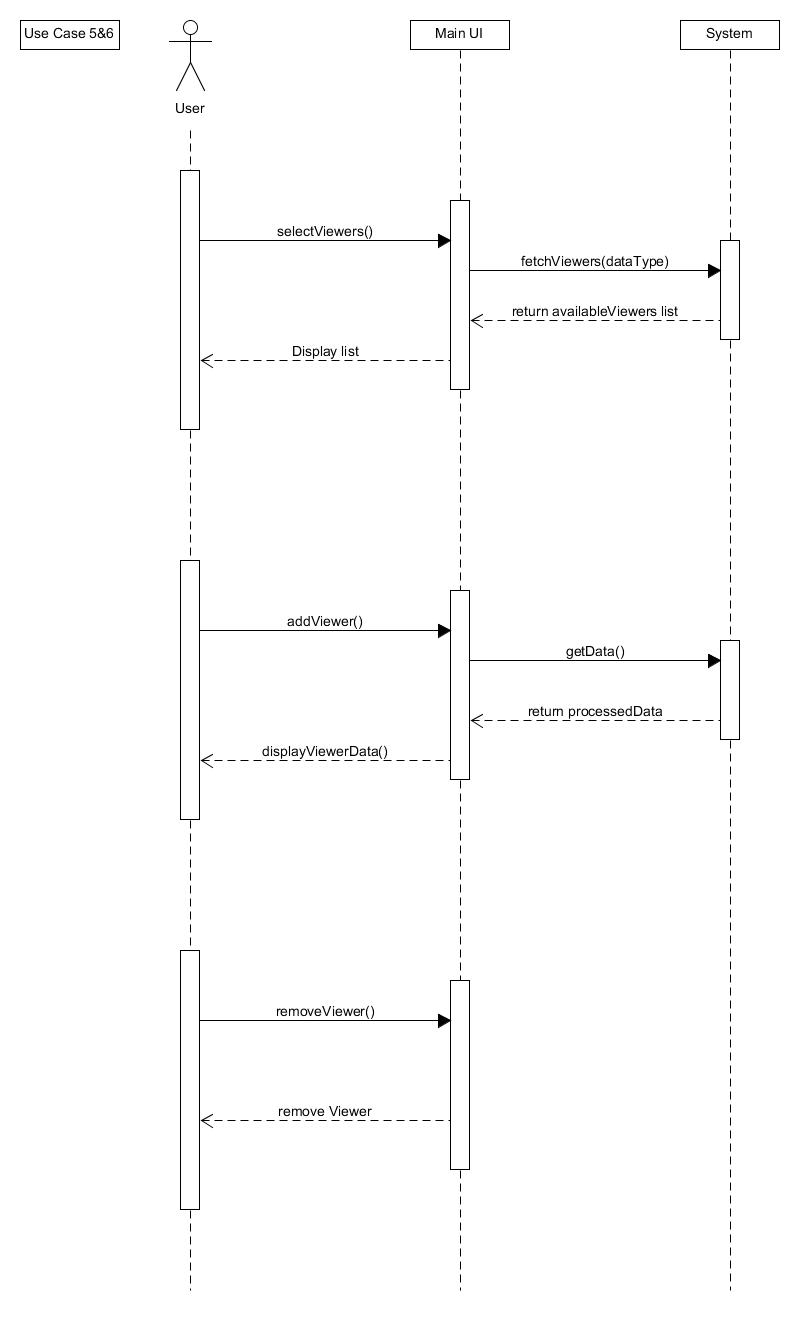 Use Case 5&6
User
Main UI
System
selectViewers()
fetchViewers(dataType)
return availableViewers list
Display list
addViewer()
getData()
return processedData
displayViewerData()
removeViewer()
remove Viewer